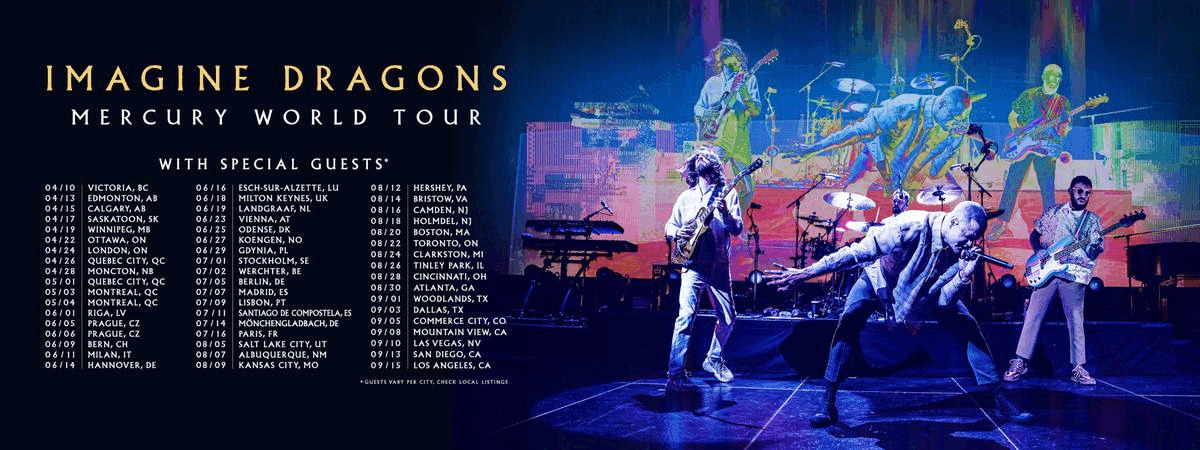 IMAGINE DRAGONS
MERCURY WORLD TOUR
WITH SPECIAL GUESTS*
04/10 VICTORIA, BC
04/13 EDMONTON, AB
04/15 CALGARY, AB
04/17 SASKATOON, SK
04/19 WINNIPEG, MB
04/22 OTTAWA, ON
04/24 LONDON, ON
04/26 QUEBEC CITY, QC
04/28 MONCTON, NB
05/01 QUEBEC CITY, QC
05/03 MONTREAL, QC
05/04 MONTREAL, QC
06/01 RIGA, LV
06/05 PRAGUE, CZ
06/06 PRAGUE, CZ
06/09 BERN, CH
06/11 MILAN, IT
06/14 HANNOVER, DE
06/16 ESCH-SUR-ALZETTE, LU
06/18 MILTON KEYNES, UK
06/19 LANDGRAAF, NL
06/23 VIENNA, AT
06/25 ODENSE, DK
06/27 KOENGEN, NO
06/29 GDYNIA, PL
07/01 STOCKHOLM, SE
07/02 WERCHTER, BE
07/05 BERLIN, DE
07/07 MADRID, ES
07/09 LISBON, PT
07/11 SANTIAGO DE COMPOSTELA, ES
07/14 MÖNCHENGLADBACH, DE
07/16 PARIS, FR
08/05 SALT LAKE CITY, UT
08/07 ALBUQUERQUE, NM
08/09 KANSAS CITY, MO
08/12 HERSHEY, PA
08/14 BRISTOW, VA
08/16 CAMDEN, NJ
08/18 HOLMDEL, NJ
08/20 BOSTON, MA
08/22 TORONTO, ON
08/24 CLARKSTON, MI
08/26 TINLEY PARK, IL
08/28 CINCINNATI, OH
08/30 ATLANTA, GA
09/01 WOODLANDS, TX
09/03 DALLAS, TX
09/05 COMMERCE CITY, CO
09/08 MOUNTAIN VIEW, CA
09/10 LAS VEGAS, NV
09/13 SAN DIEGO, CA
09/15 LOS ANGELES, CA
*GUESTS VARY PER CITY, CHECK LOCAL LISTINGS